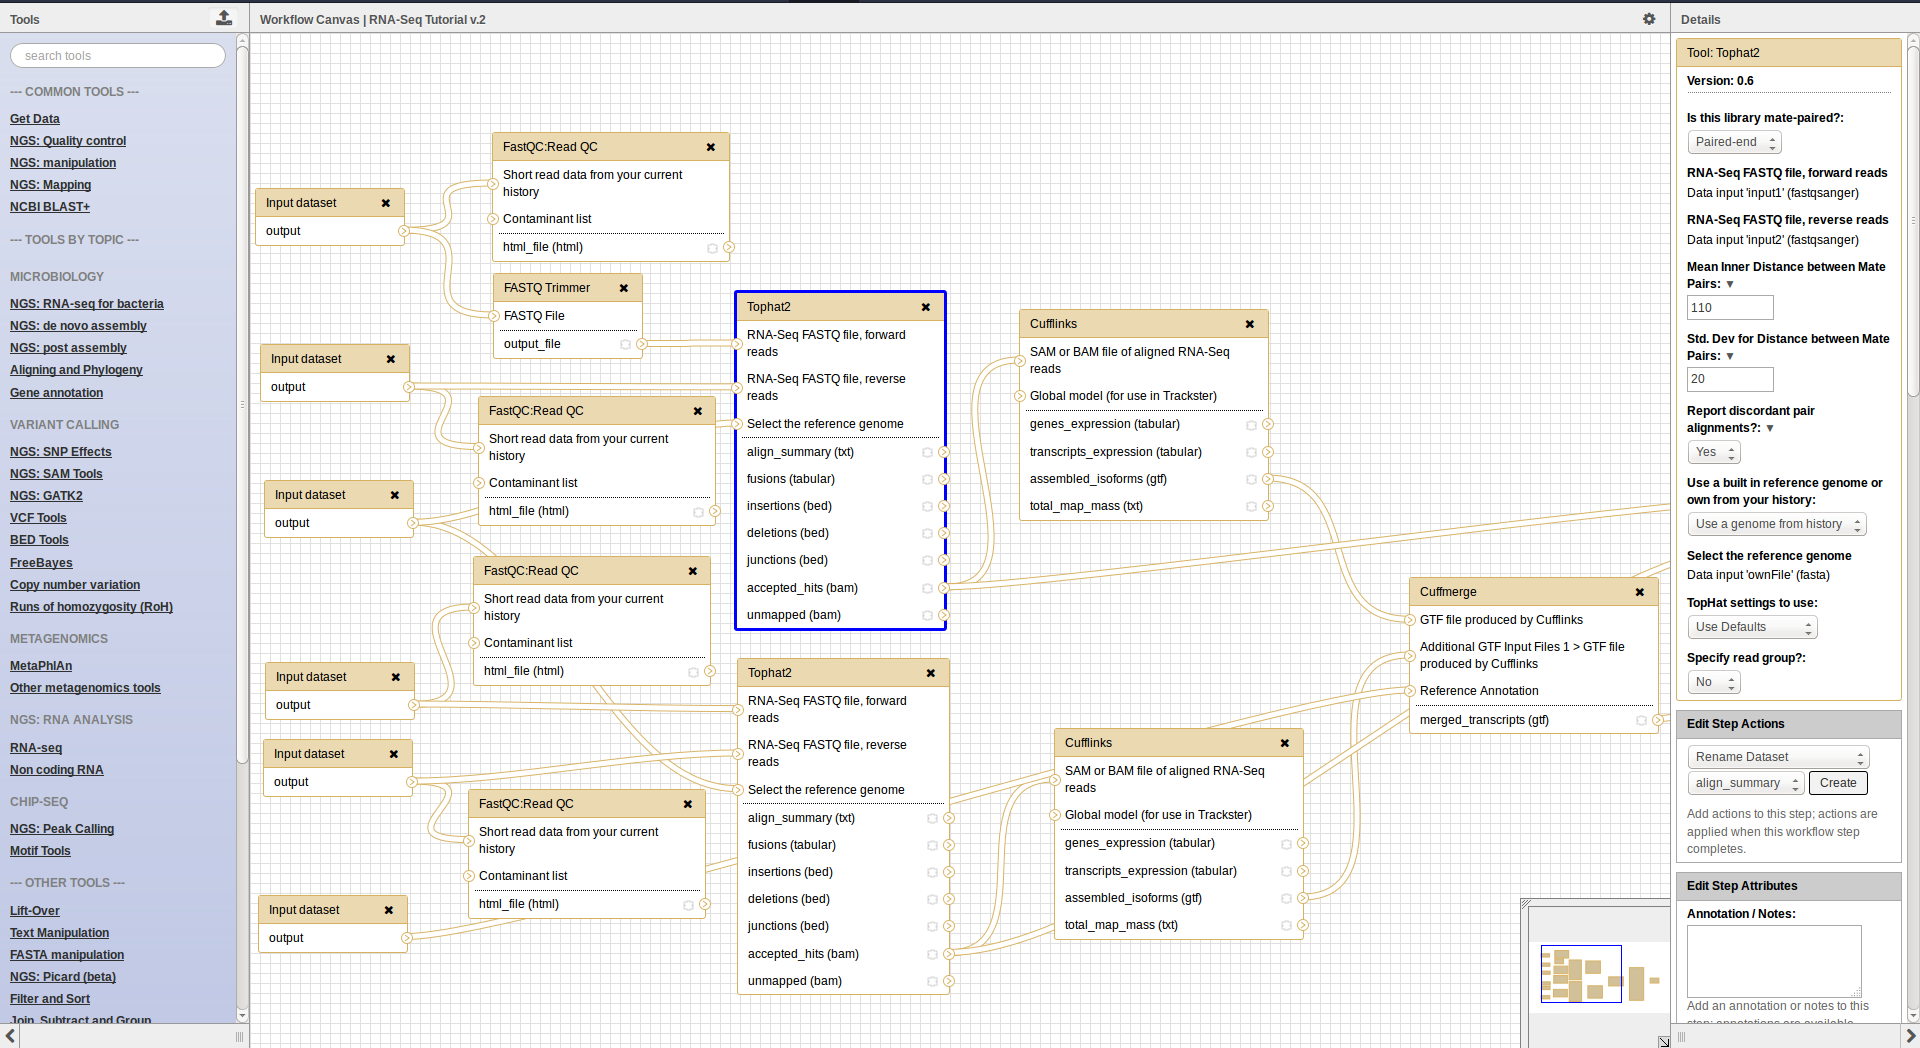 Tools
search tools
--- COMMON TOOLS ---
Get Data
NGS: Quality control
NGS: manipulation
NGS: Mapping
NCBI BLAST+
--- TOOLS BY TOPIC ---
MICROBIOLOGY
NGS: RNA-seq for bacteria
NGS: de novo assembly
NGS: post assembly
Aligning and Phylogeny
Gene annotation
VARIANT CALLING
NGS: SNP Effects
NGS: SAM Tools
NGS: GATK2
VCF Tools
BED Tools
FreeBayes
Copy number variation
Runs of homozygosity (RoH)
METAGENOMICS
MetaPhlAn
Other metagenomics tools
NGS: RNA ANALYSIS
RNA-seq
Non coding RNA
CHIP-SEQ
NGS: Peak Calling
Motif Tools
--- OTHER TOOLS ---
Lift-Over
Text Manipulation
FASTA manipulation
NGS: Picard (beta)
Filter and Sort
Join, Subtract and Group
Workflow Canvas | RNA-Seq Tutorial v.2
Input dataset
output
Input dataset
output
Input dataset
output
Input dataset
output
Input dataset
output
Input dataset
output
FastQC:Read QC
Short read data from your current
history
Contaminant list
html_file (html)
FASTQ Trimmer
FASTQ File
output_file
FastQC:Read QC
Short read data from your current
history
Contaminant list
html_file (html)
FastQC:Read QC
Short read data from your current
history
Contaminant list
html_file (html)
FastQC:Read QC
Short read data from your current
history
Contaminant list
html_file (html)
Tophat2
RNA-Seq FASTQ file, forward
reads
RNA-Seq FASTQ file, reverse
reads
Select the reference genome
align_summary (txt)
fusions (tabular)
insertions (bed)
deletions (bed)
junctions (bed)
accepted_hits (bam)
unmapped (bam)
Tophat2
RNA-Seq FASTQ file, forward
reads
RNA-Seq FASTQ file, reverse
reads
Select the reference genome
align_summary (txt)
fusions (tabular)
insertions (bed)
deletions (bed)
junctions (bed)
accepted_hits (bam)
unmapped (bam)
Cufflinks
SAM or BAM file of aligned RNA-Seq
reads
Global model (for use in Trackster)
genes_expression (tabular)
transcripts_expression (tabular)
assembled_isoforms (gtf)
total_map_mass (txt)
Cufflinks
SAM or BAM file of aligned RNA-Seq
reads
Global model (for use in Trackster)
genes_expression (tabular)
transcripts_expression (tabular)
assembled_isoforms (gtf)
total_map_mass (txt)
Cuffmerge
GTF file produced by Cufflinks
Additional GTF Input Files 1 > GTF file
produced by Cufflinks
Reference Annotation
merged_transcripts (gtf)
Details
Tool: Tophat2
Version: 0.6
Is this library mate-paired?:
Paired-end
RNA-Seq FASTQ file, forward reads
Data input 'input1' (fastqsanger)
RNA-Seq FASTQ file, reverse reads
Data input 'input2' (fastqsanger)
Mean Inner Distance between Mate
Pairs: ▼
110
Std. Dev for Distance between Mate
Pairs: ▼
20
Report discordant pair
alignments?: ▼
Yes
Use a built in reference genome or
own from your history:
Use a genome from history
Select the reference genome
Data input 'ownFile' (fasta)
TopHat settings to use:
Use Defaults
Specify read group?:
No
Edit Step Actions
Rename Dataset
align_summary
Create
Add actions to this step; actions are
applied when this workflow step
completes.
Edit Step Attributes
Annotation / Notes:
Add an annotation or notes to this
step; annotations are available